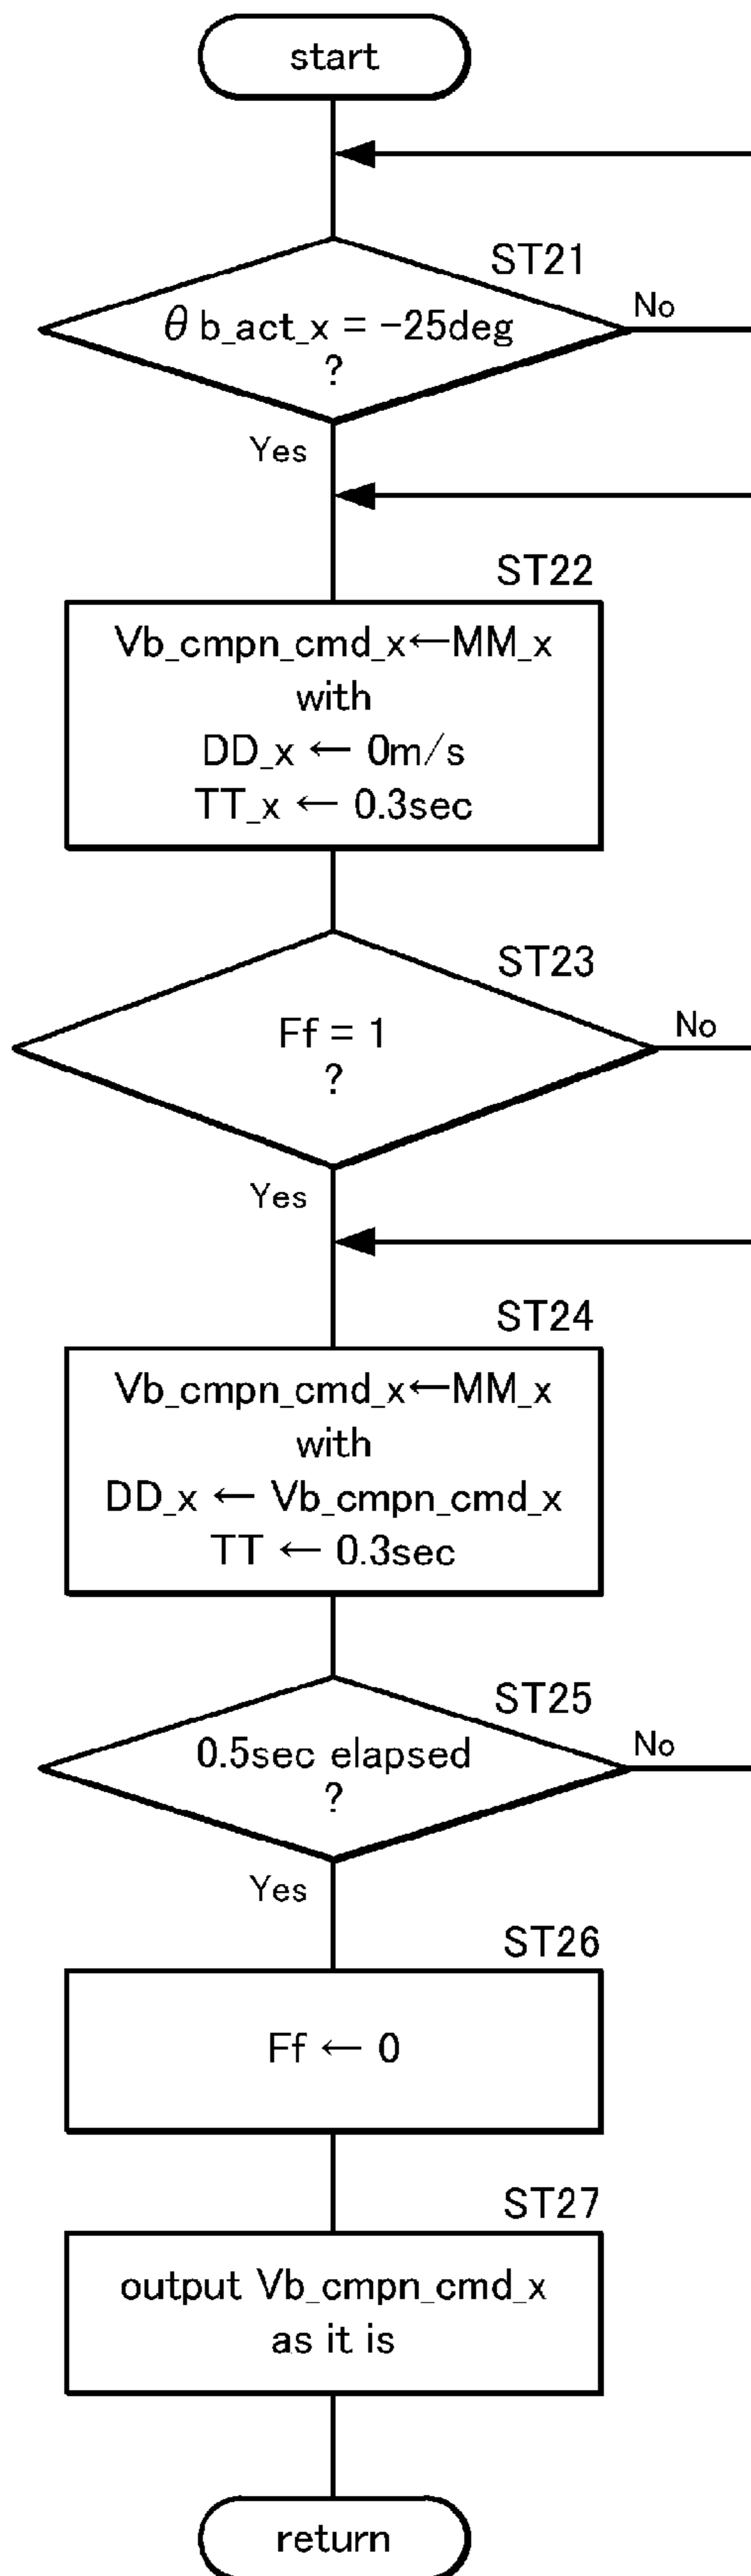 start
ST21
θ b_act_x = -25deg
?
No
Yes
ST22
Vb_cmpn_cmd_x←MM_x
with
DD_x ← 0m/s
TT_x ← 0.3sec
ST23
Ff = 1
?
No
Yes
ST24
Vb_cmpn_cmd_x←MM_x
with
DD_x ← Vb_cmpn_cmd_x
TT ← 0.3sec
ST25
0.5sec elapsed
?
No
Yes
ST26
Ff ← 0
ST27
output Vb_cmpn_cmd_x
as it is
return